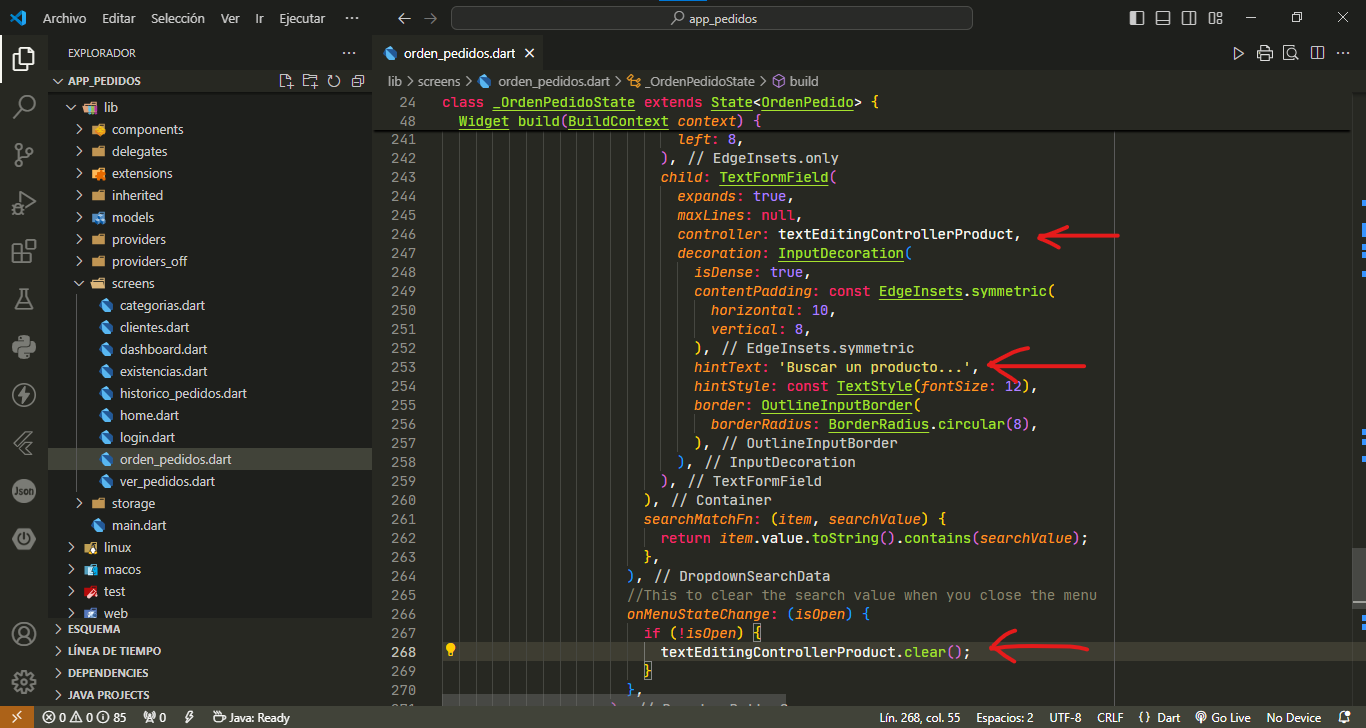 Archivo Editar Selección Ver Ir Ejecutar ··· app_pedidos
EXPLORADOR ···
orden_pedidos.dart
APP_PEDIDOS
lib > screens > orden_pedidos.dart > _OrdenPedidoState > build
lib
components
delegates
extensions
inherited
models
providers
providers_off
screens
categorias.dart
clientes.dart
dashboard.dart
existencias.dart
historico_pedidos.dart
home.dart
login.dart
orden_pedidos.dart
ver_pedidos.dart
storage
main.dart
linux
macos
test
web
ESQUEMA
LÍNEA DE TIEMPO
DEPENDENCIES
JAVA PROJECTS
Json
24 class _OrdenPedidoState extends State<OrdenPedido> {
48 Widget build(BuildContext context) {
241 left: 8,
242 ), // EdgeInsets.only
243 child: TextFormField(
244 expands: true,
245 maxLines: null,
246 controller: textEditingControllerProduct,
247 decoration: InputDecoration(
248 isDense: true,
249 contentPadding: const EdgeInsets.symmetric(
250 horizontal: 10,
251 vertical: 8,
252 ), // EdgeInsets.symmetric
253 hintText: 'Buscar un producto...',
254 hintStyle: const TextStyle(fontSize: 12),
255 border: OutlineInputBorder(
256 borderRadius: BorderRadius.circular(8),
257 ), // OutlineInputBorder
258 ), // InputDecoration
259 ), // TextFormField
260 ), // Container
261 searchMatchFn: (item, searchValue) {
262 return item.value.toString().contains(searchValue);
263 },
264 ), // DropdownSearchData
265 //This to clear the search value when you close the menu
266 onMenuStateChange: (isOpen) {
267 if (!isOpen) {
268 textEditingControllerProduct.clear();
269 }
270 },
0 0 85 0 Java: Ready Lín. 268, col. 55 Espacios: 2 UTF-8 CRLF {} Dart Go Live No Device